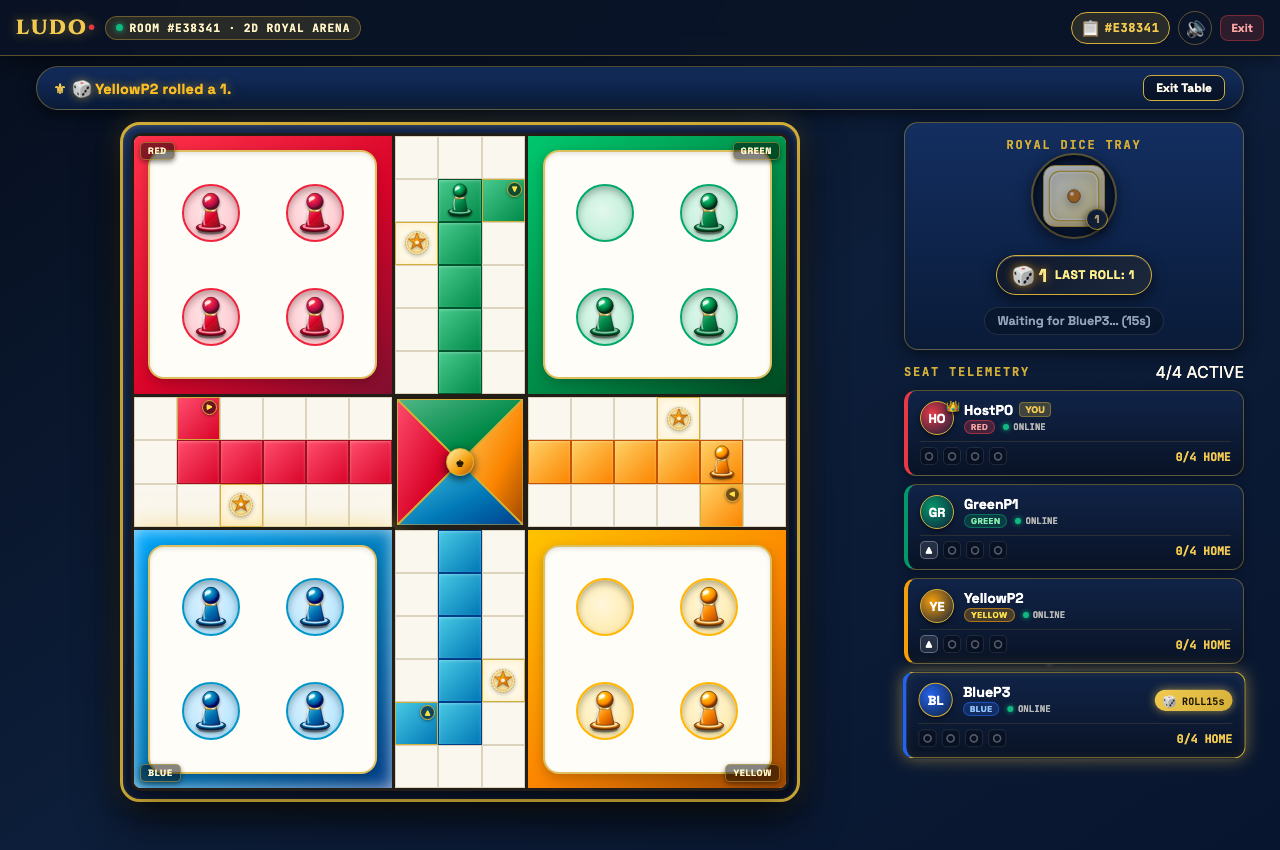 LUDO
ROOM #E38341 · 2D ROYAL ARENA
#E38341
Exit
YellowP2 rolled a 1.
Exit Table
RED
GREEN
BLUE
YELLOW
ROYAL DICE TRAY
1
1 LAST ROLL: 1
Waiting for BlueP3… (15s)
SEAT TELEMETRY
4/4 ACTIVE
HO
HostP0 YOU
RED ONLINE
0/4 HOME
GR
GreenP1
GREEN ONLINE
0/4 HOME
YE
YellowP2
YELLOW ONLINE
0/4 HOME
BL
BlueP3
BLUE ONLINE
ROLL15s
0/4 HOME